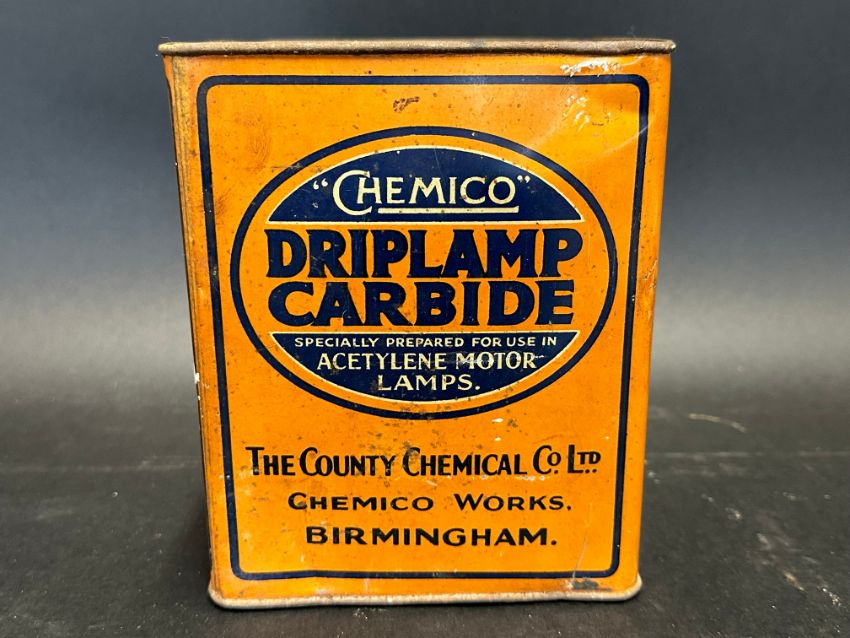 "CHEMICO"
DRIPLAMP
CARBIDE
SPECIALLY PREPARED FOR USE IN
ACETYLENE MOTOR
LAMPS.
THE COUNTY CHEMICAL CO. LTD.
CHEMICO WORKS,
BIRMINGHAM.